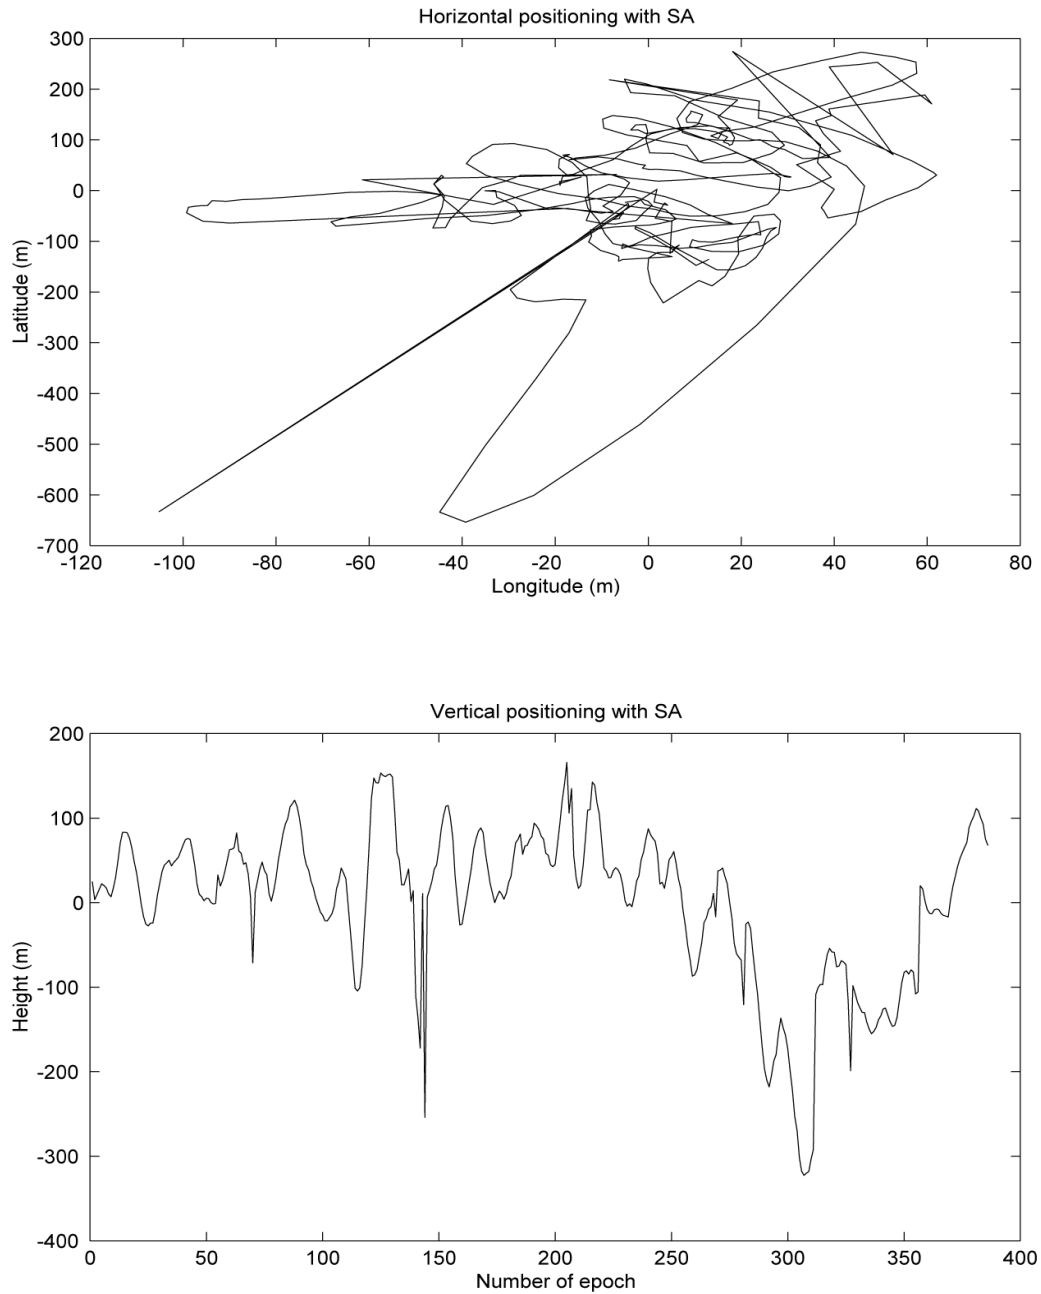 Horizontal positioning with SA
300
200
100
0
-100
-200
-300
-400
-500
-600
-700
Latitude (m)
-120 -100 -80 -60 -40 -20 0 20 40 60 80
Longitude (m)
Vertical positioning with SA
200
100
0
-100
-200
-300
-400
Height (m)
0 50 100 150 200 250 300 350 400
Number of epoch